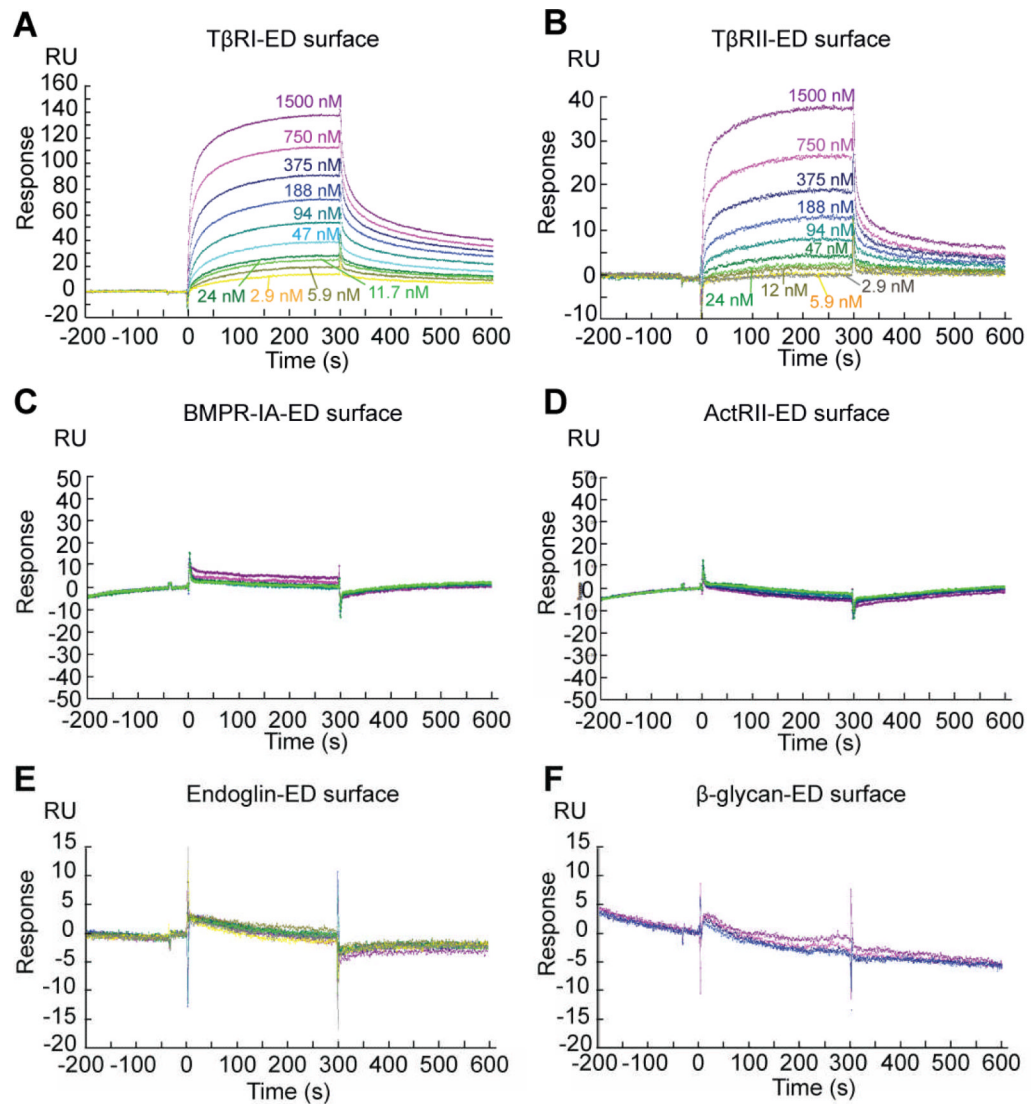 A
TβRI-ED surface
RU
160
140
120
100
80
60
40
20
0
-20
Response
1500 nM
750 nM
375 nM
188 nM
94 nM
47 nM
24 nM
2.9 nM
5.9 nM
11.7 nM
-200 -100 0 100 200 300 400 500 600
Time (s)
B
TβRII-ED surface
RU
40
30
20
10
0
-10
Response
1500 nM
750 nM
375 nM
188 nM
94 nM
47 nM
24 nM
12 nM
5.9 nM
2.9 nM
-200 -100 0 100 200 300 400 500 600
Time (s)
C
BMPR-IA-ED surface
RU
50
40
30
20
10
0
-10
-20
-30
-40
-50
Response
-200 -100 0 100 200 300 400 500 600
Time (s)
D
ActRII-ED surface
RU
50
40
30
20
10
0
-10
-20
-30
-40
-50
Response
-200 -100 0 100 200 300 400 500 600
Time (s)
E
Endoglin-ED surface
RU
15
10
5
0
-5
-10
-15
-20
Response
-200 -100 0 100 200 300 400 500 600
Time (s)
F
β-glycan-ED surface
RU
15
10
5
0
-5
-10
-15
-20
Response
-200 -100 0 100 200 300 400 500 600
Time (s)